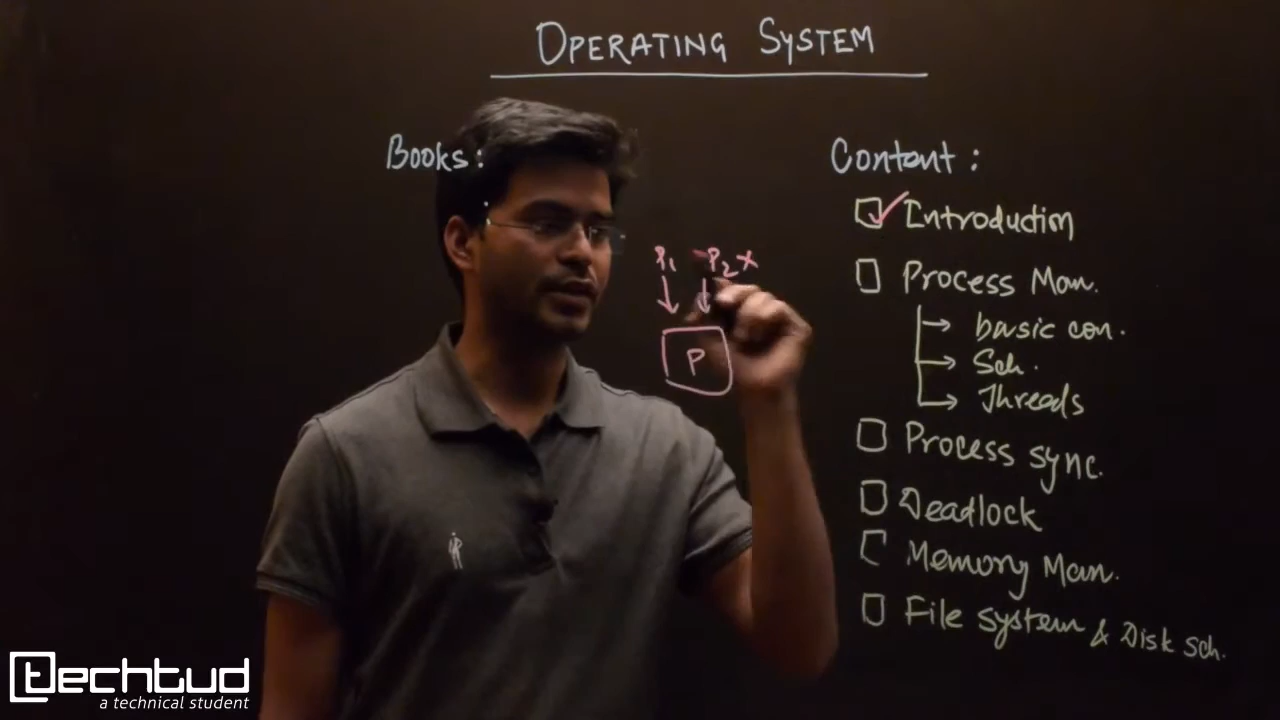 OPERATING SYSTEM
Books:
P1 P2 x
P
Content:
Introduction
Process Man.
basic con.
Sch.
Threads
Process sync.
Deadlock
Memory Man.
File system & Disk sch.
techtud
a technical student